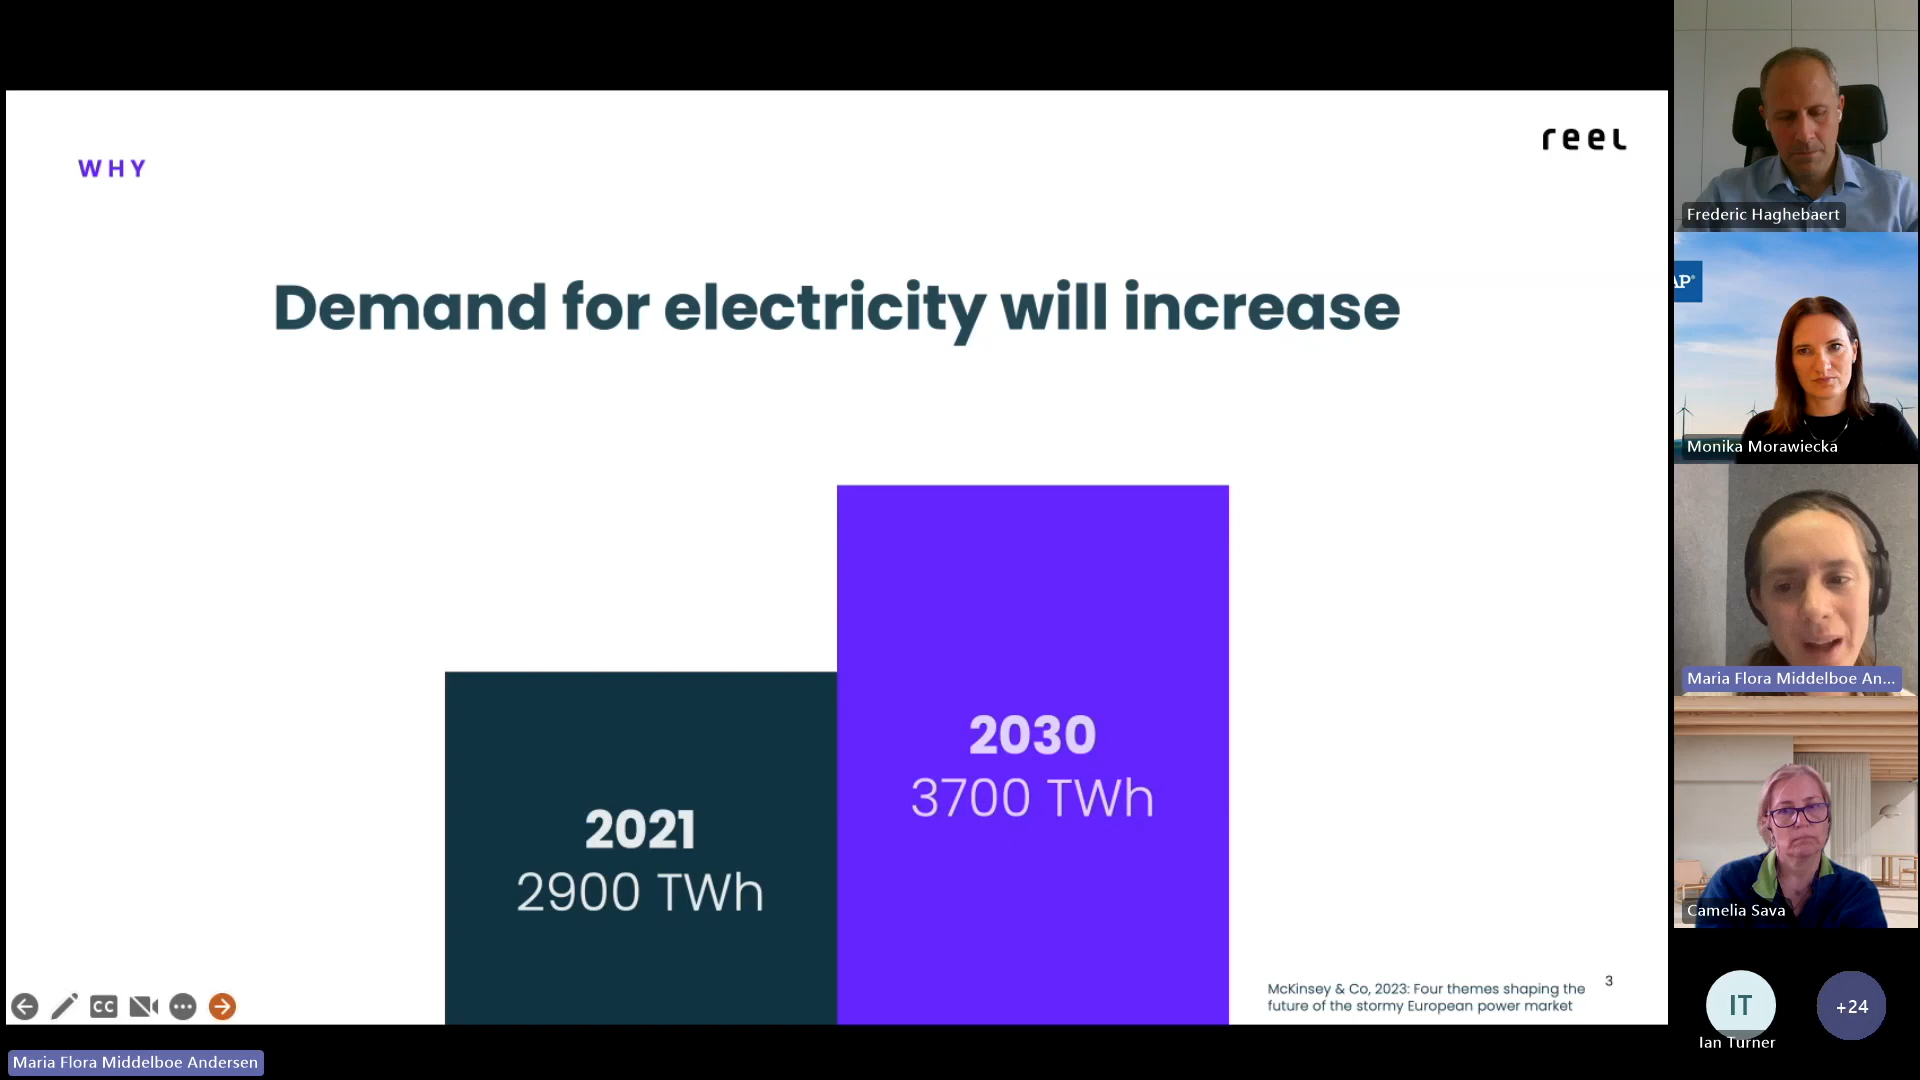 WHY
reel
Demand for electricity will increase
2021
2900 TWh
2030
3700 TWh
McKinsey & Co, 2023: Four themes shaping the
future of the stormy European power market
3
CC
Maria Flora Middelboe Andersen
Frederic Haghebaert
AP®
Monika Morawiecka
Maria Flora Middelboe An...
Camelia Sava
IT
Ian Turner
+24